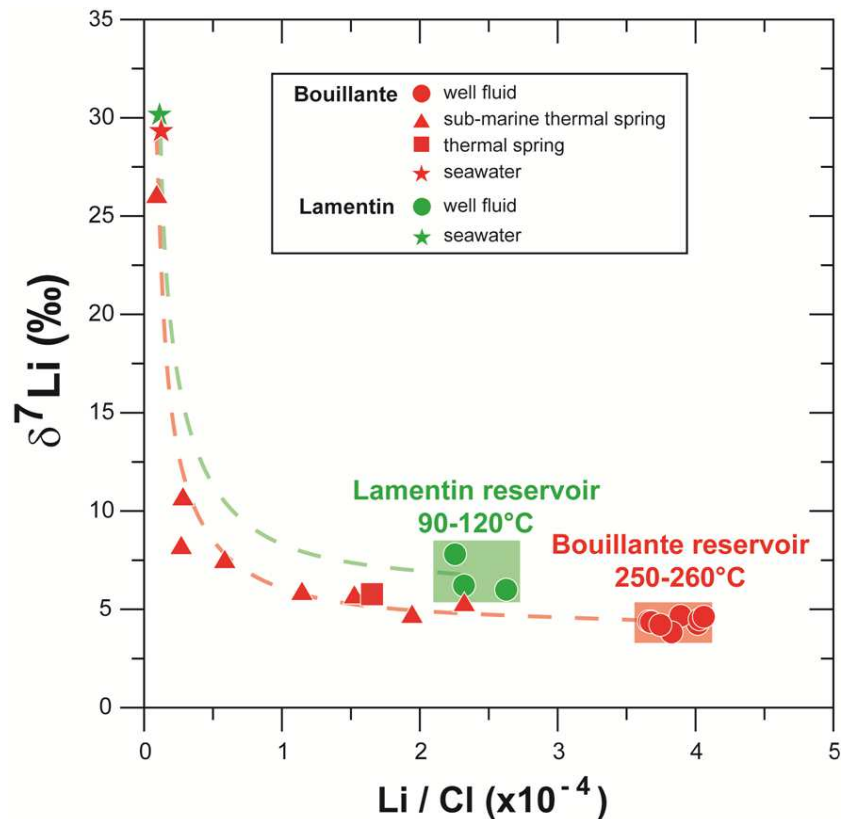 35
30
25
20
15
10
5
0
δ⁷Li (‰)
Bouillante
well fluid
sub-marine thermal spring
thermal spring
seawater
Lamentin
well fluid
seawater
Lamentin reservoir
90-120°C
Bouillante reservoir
250-260°C
0 1 2 3 4 5
Li / Cl (x10⁻⁴)